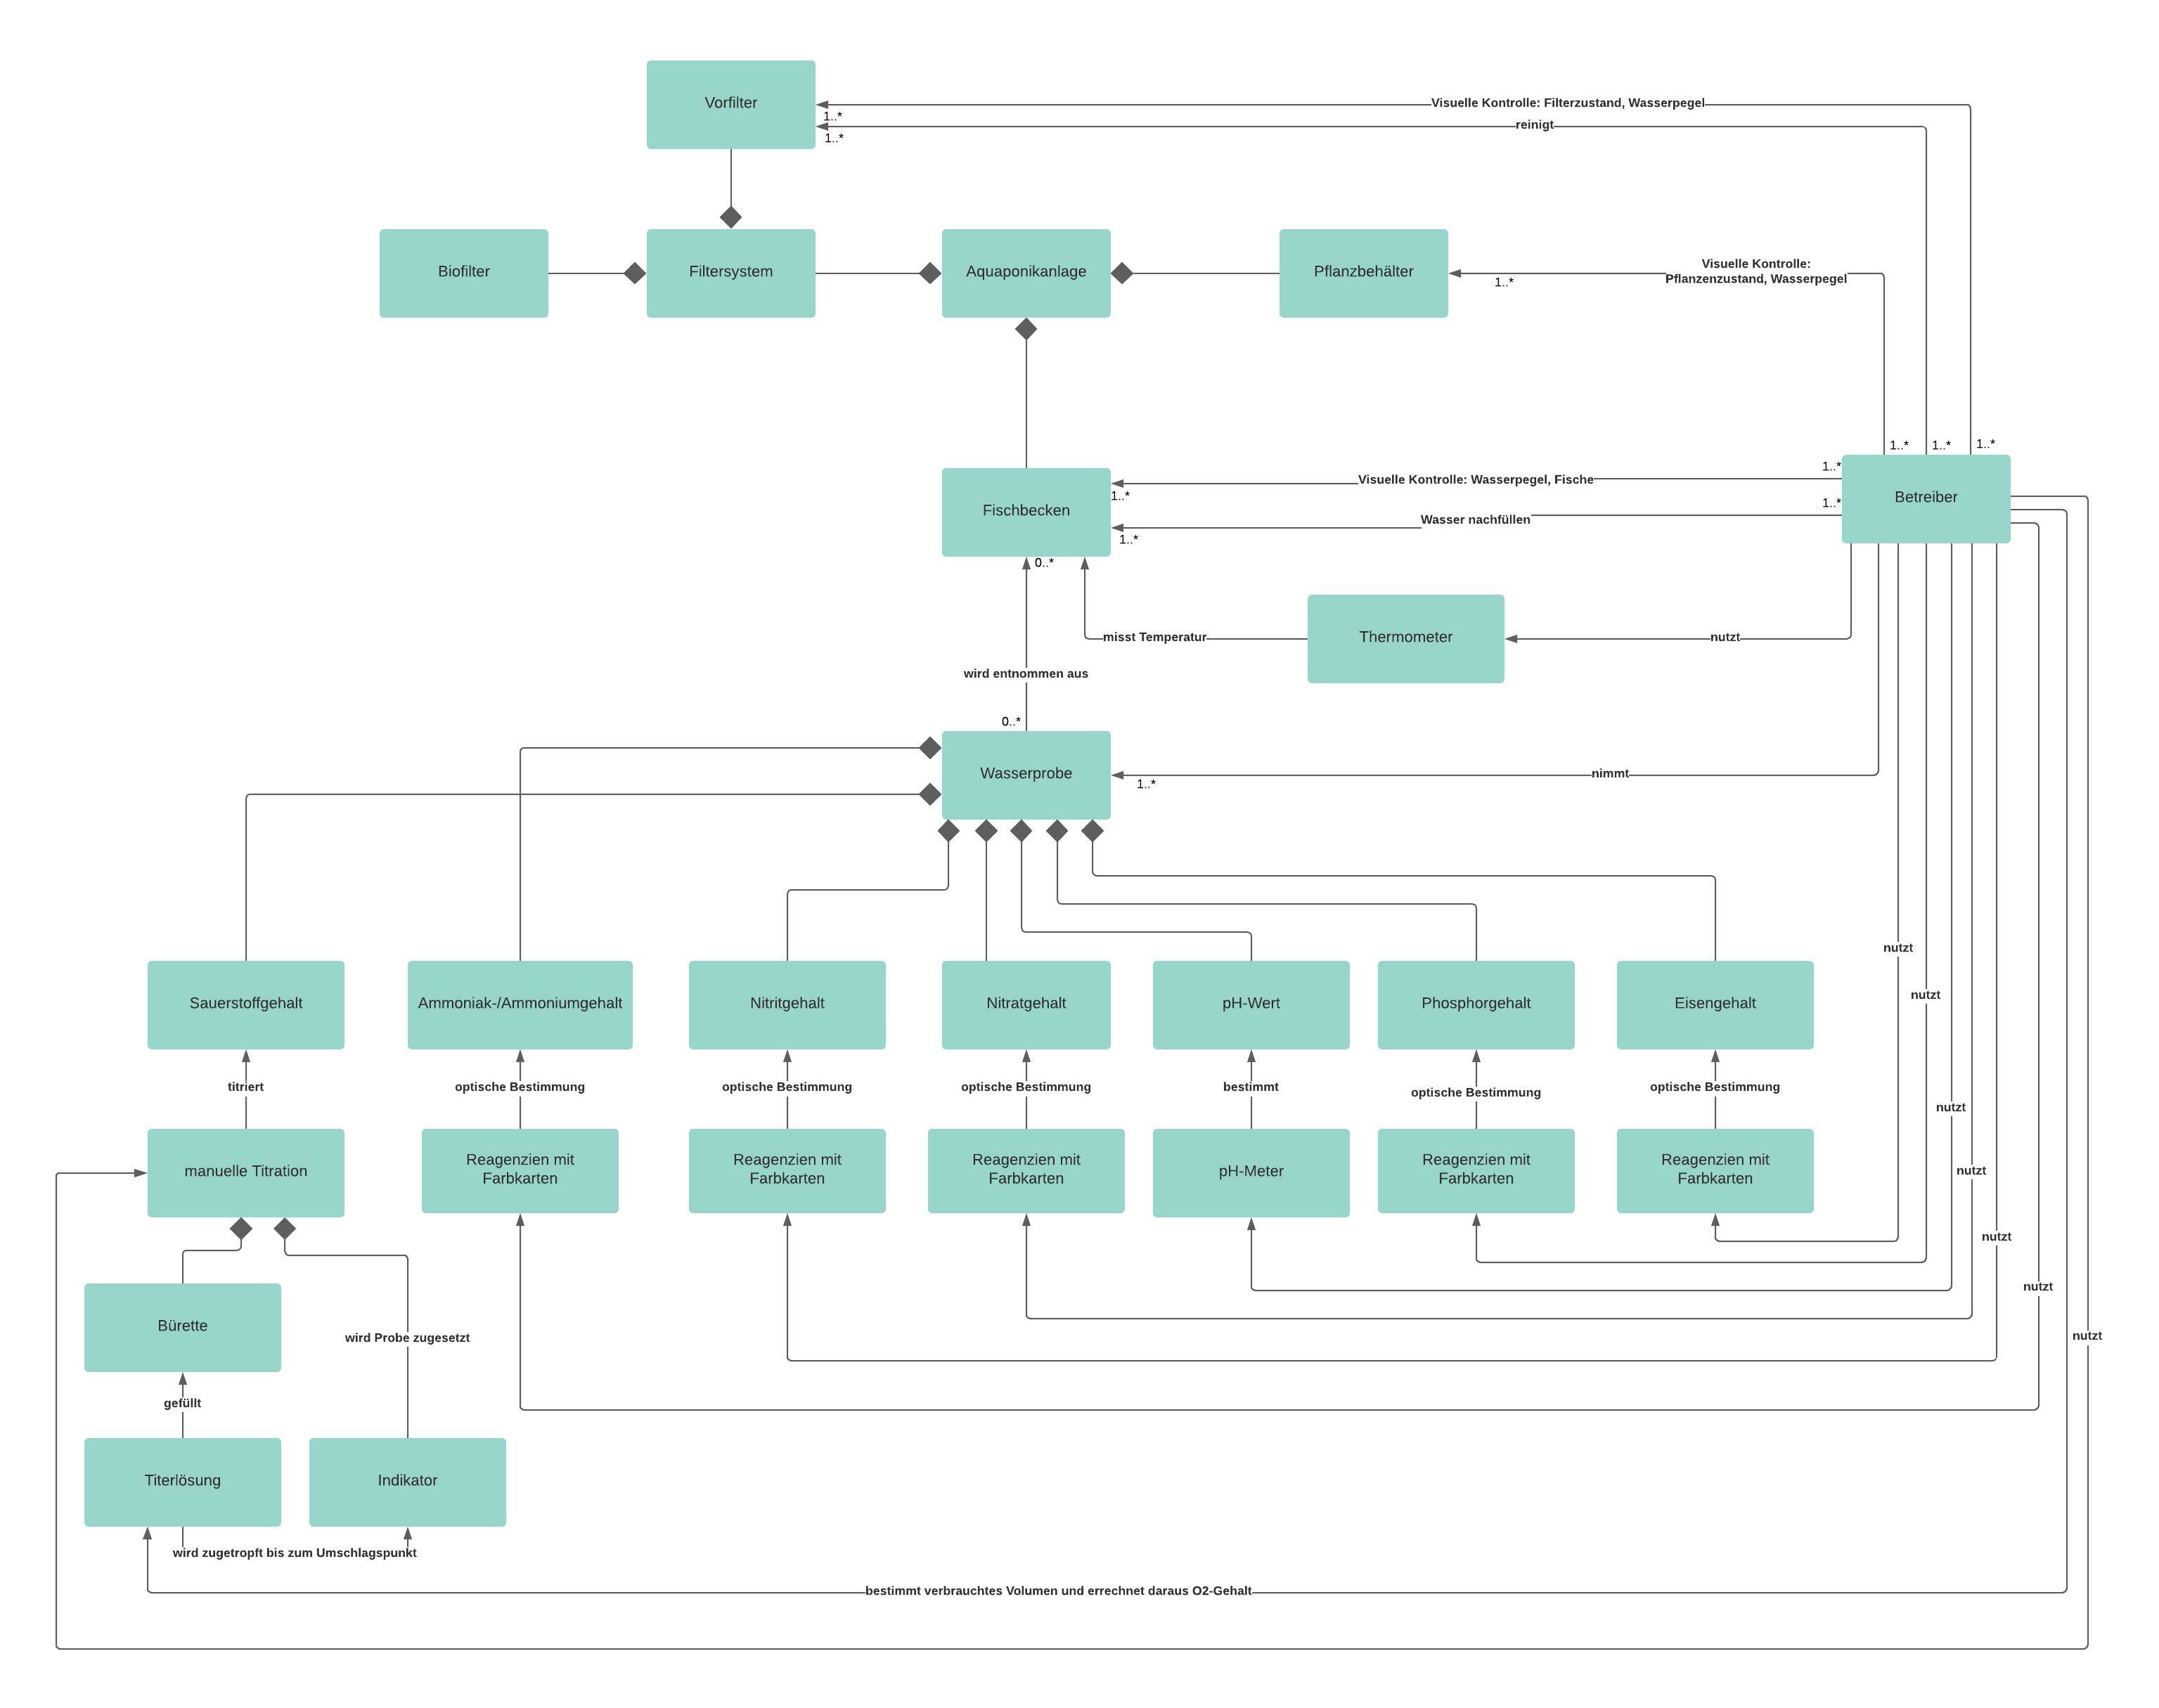 Vorfilter
Visuelle Kontrolle: Filterzustand, Wasserpegel
1..*
reinigt
1..*
Biofilter
Filtersystem
Aquaponikanlage
Pflanzbehälter
1..*
Visuelle Kontrolle:
Pflanzenzustand, Wasserpegel
1..*
1..*
1..*
1..*
Visuelle Kontrolle: Wasserpegel, Fische
1..*
Betreiber
Fischbecken
1..*
Wasser nachfüllen
1..*
0..*
misst Temperatur
Thermometer
nutzt
wird entnommen aus
0..*
Wasserprobe
nimmt
1..*
nutzt
nutzt
Sauerstoffgehalt
Ammoniak-/Ammoniumgehalt
Nitritgehalt
Nitratgehalt
pH-Wert
Phosphorgehalt
Eisengehalt
titriert
optische Bestimmung
optische Bestimmung
optische Bestimmung
bestimmt
optische Bestimmung
optische Bestimmung
nutzt
manuelle Titration
Reagenzien mit
Farbkarten
Reagenzien mit
Farbkarten
Reagenzien mit
Farbkarten
pH-Meter
Reagenzien mit
Farbkarten
Reagenzien mit
Farbkarten
nutzt
nutzt
nutzt
Bürette
wird Probe zugesetzt
nutzt
gefüllt
Titerlösung
Indikator
wird zugetropft bis zum Umschlagspunkt
bestimmt verbrauchtes Volumen und errechnet daraus O2-Gehalt